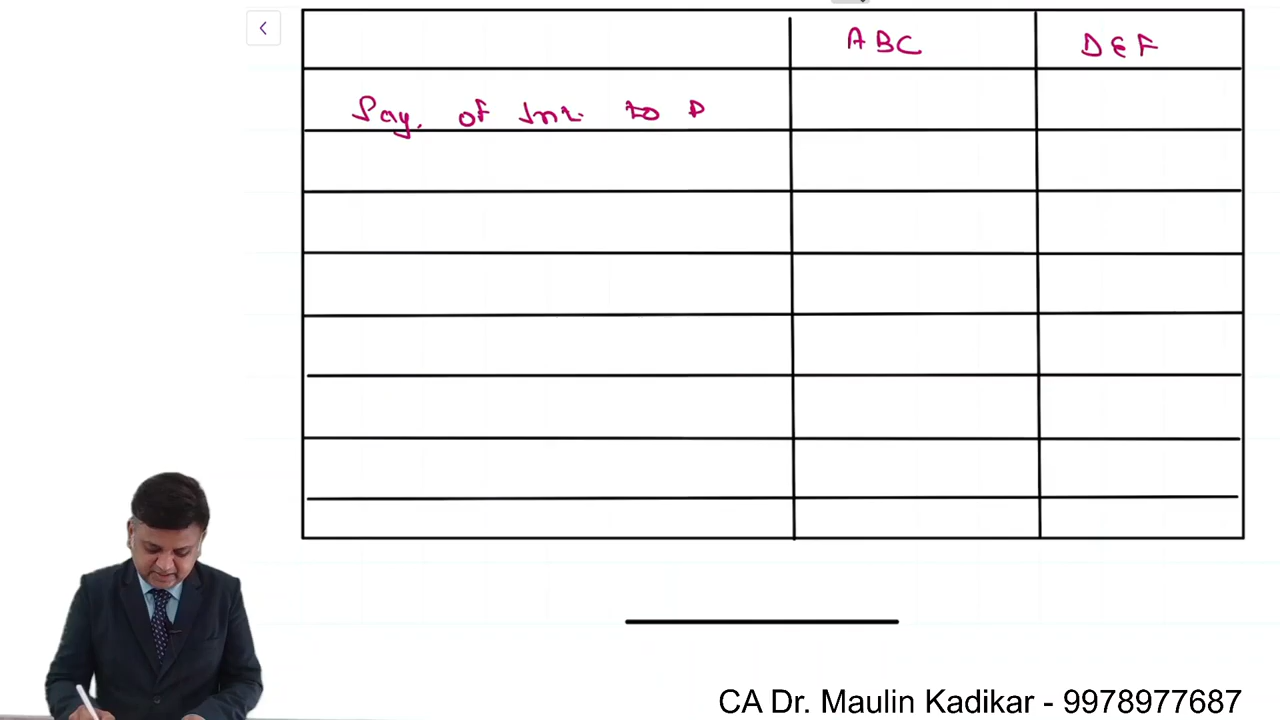 ABC DEF
Pay. of Int. to P
CA Dr. Maulin Kadikar - 9978977687